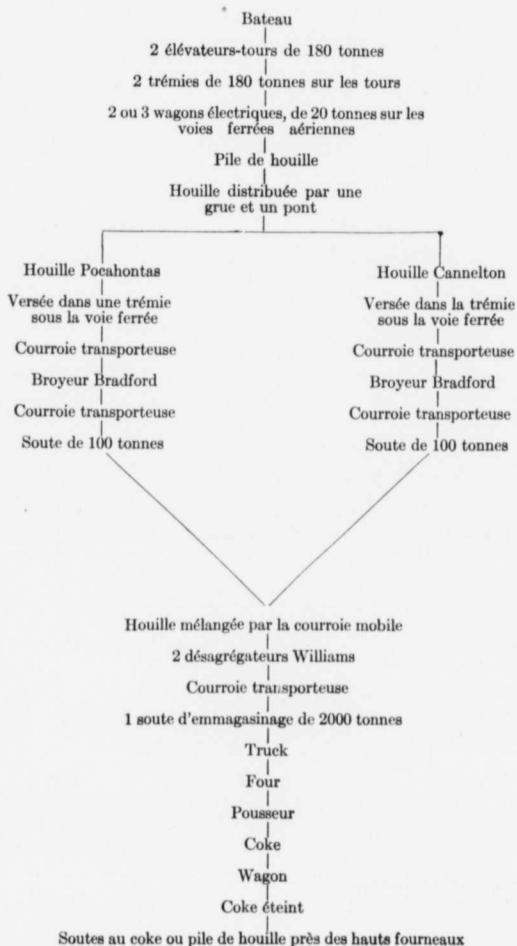 Bateau
2 élévateurs-tours de 180 tonnes
2 trémies de 180 tonnes sur les tours
2 ou 3 wagons électriques, de 20 tonnes sur les
voies ferrées aériennes
Pile de houille
Houille distribuée par une
grue et un pont
Houille Pocahontas
Versée dans une trémie
sous la voie ferrée
Courroie transporteuse
Broyeur Bradford
Courroie transporteuse
Soute de 100 tonnes
Houille Cannelton
Versée dans la trémie
sous la voie ferrée
Courroie transporteuse
Broyeur Bradford
Courroie transporteuse
Soute de 100 tonnes
Houille mélangée par la courroie mobile
2 désagrégateurs Williams
Courroie transporteuse
1 soute d'emmagasinage de 2000 tonnes
Truck
Four
Pousseur
Coke
Wagon
Coke éteint
Soutes au coke ou pile de houille près des hauts fourneaux